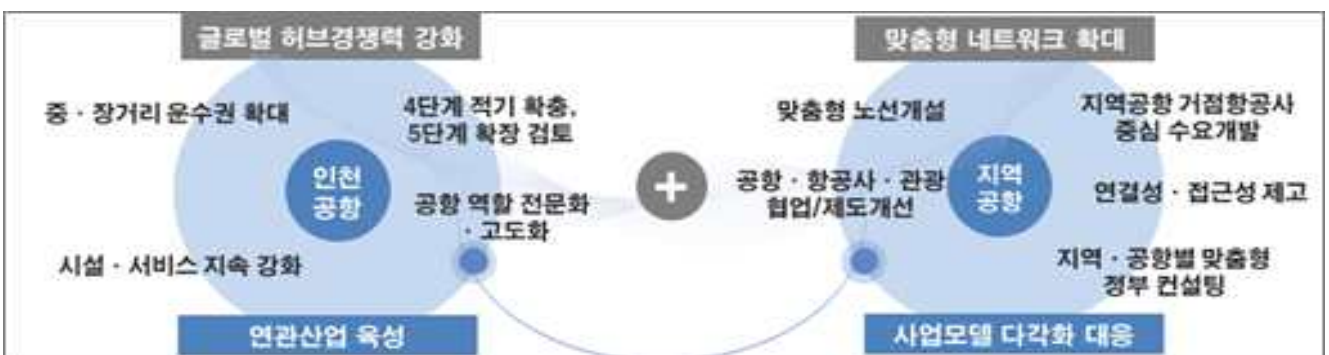 글로벌 허브경쟁력 강화
중 · 장거리 운수권 확대
4단계 적기 확충,
5단계 확장 검토
인천
공항
공항 역할 전문화
· 고도화
시설 · 서비스 지속 강화
연관산업 육성
+
맞춤형 네트워크 확대
맞춤형 노선개설
지역공항 거점항공사
중심 수요개발
공항 · 항공사 · 관광
협업/제도개선
지역
공항
연결성 · 접근성 제고
지역 · 공항별 맞춤형
정부 컨설팅
사업모델 다각화 대응